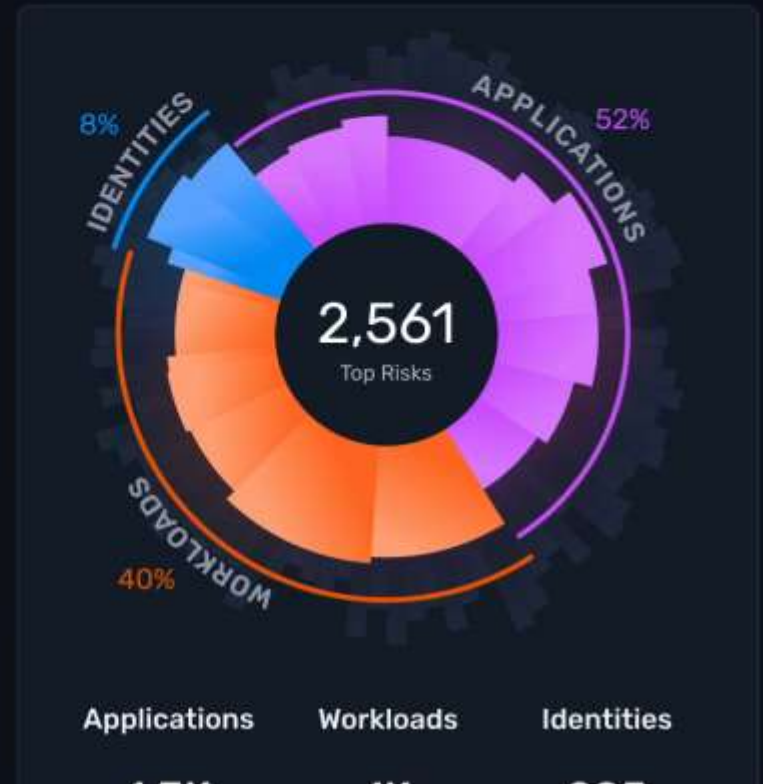 IDENTITIES
8%
APPLICATIONS
52%
2,561
Top Risks
WORKLOADS
40%
Applications Workloads Identities